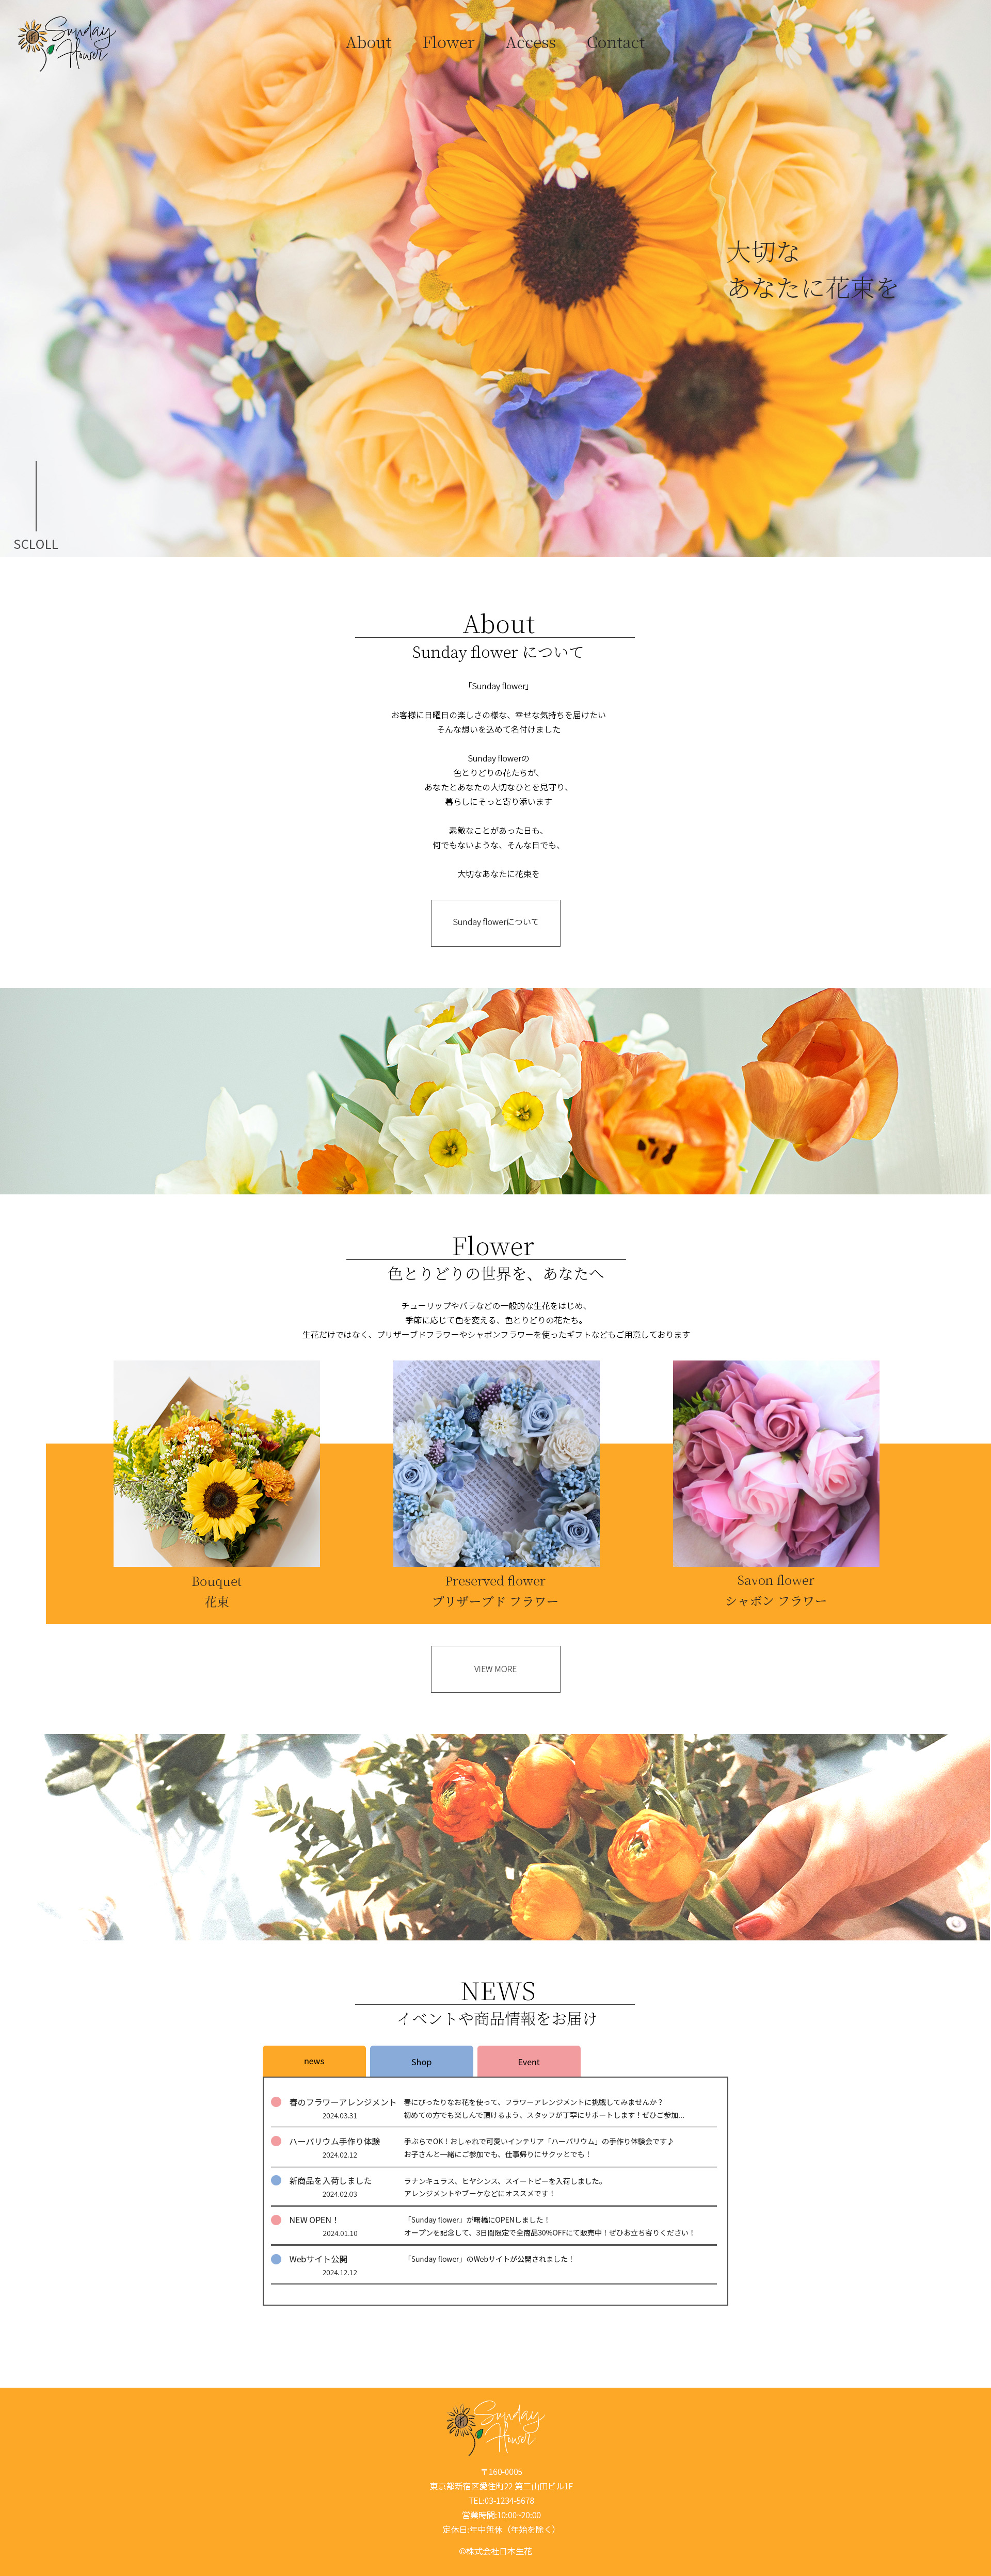 Sunday
flower
About Flower Access Contact
大切な
あなたに花束を
SCLOLL
About
Sunday flower について
「Sunday flower」
お客様に日曜日の楽しさの様な、幸せな気持ちを届けたい
そんな想いを込めて名付けました
Sunday flowerの
色とりどりの花たちが、
あなたとあなたの大切なひとを見守り、
暮らしにそっと寄り添います
素敵なことがあった日も、
何でもないような、そんな日でも、
大切なあなたに花束を
Sunday flowerについて
Flower
色とりどりの世界を、あなたへ
チューリップやバラなどの一般的な生花をはじめ、
季節に応じて色を変える、色とりどりの花たち。
生花だけではなく、プリザーブドフラワーやシャボンフラワーを使ったギフトなどもご用意しております
Bouquet
花束
Preserved flower
プリザーブド フラワー
Savon flower
シャボン フラワー
VIEW MORE
NEWS
イベントや商品情報をお届け
news Shop Event
春のフラワーアレンジメント
2024.03.31
春にぴったりなお花を使って、フラワーアレンジメントに挑戦してみませんか？
初めての方でも楽しんで頂けるよう、スタッフが丁寧にサポートします！ぜひご参加...
ハーバリウム手作り体験
2024.02.12
手ぶらでOK！おしゃれで可愛いインテリア「ハーバリウム」の手作り体験会です♪
お子さんと一緒にご参加でも、仕事帰りにサクッとでも！
新商品を入荷しました
2024.02.03
ラナンキュラス、ヒヤシンス、スイートピーを入荷しました。
アレンジメントやブーケなどにオススメです！
NEW OPEN！
2024.01.10
「Sunday flower」が曙橋にOPENしました！
オープンを記念して、3日間限定で全商品30%OFFにて販売中！ぜひお立ち寄りください！
Webサイト公開
2024.12.12
「Sunday flower」のWebサイトが公開されました！
Sunday
flower
〒160-0005
東京都新宿区愛住町22 第三山田ビル1F
TEL:03-1234-5678
営業時間:10:00~20:00
定休日:年中無休（年始を除く）
©株式会社日本生花